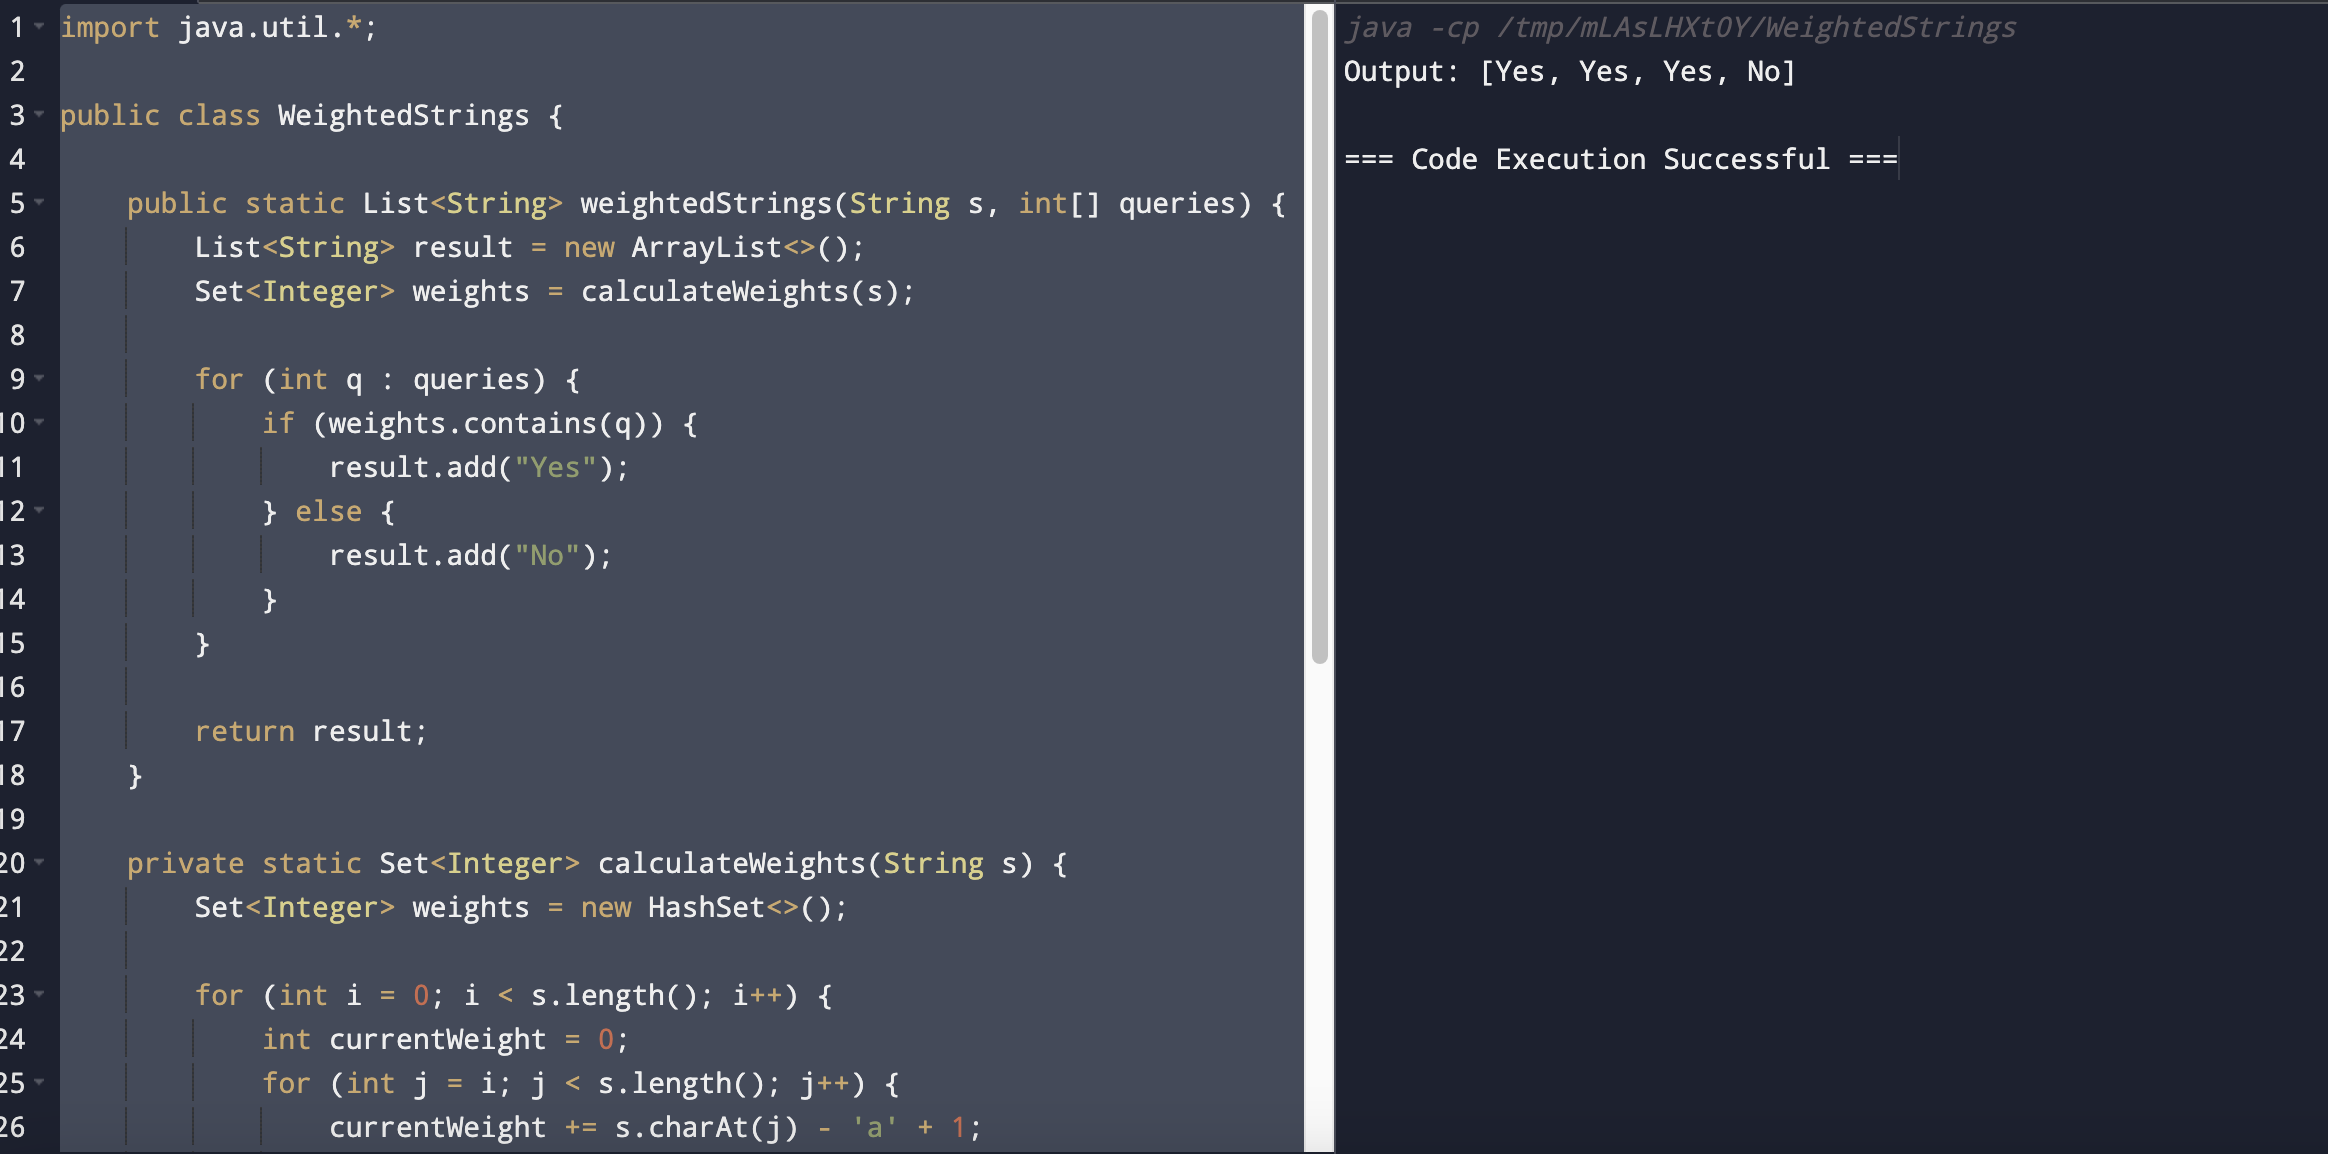 1 import java.util.*;
2
3 public class WeightedStrings {
4
5     public static List<String> weightedStrings(String s, int[] queries) {
6         List<String> result = new ArrayList<>();
7         Set<Integer> weights = calculateWeights(s);
8
9         for (int q : queries) {
10             if (weights.contains(q)) {
11                 result.add("Yes");
12             } else {
13                 result.add("No");
14             }
15         }
16
17         return result;
18     }
19
20     private static Set<Integer> calculateWeights(String s) {
21         Set<Integer> weights = new HashSet<>();
22
23         for (int i = 0; i < s.length(); i++) {
24             int currentWeight = 0;
25             for (int j = i; j < s.length(); j++) {
26                 currentWeight += s.charAt(j) - 'a' + 1;
java -cp /tmp/mLAsLHXtOY/WeightedStrings
Output: [Yes, Yes, Yes, No]
=== Code Execution Successful ===